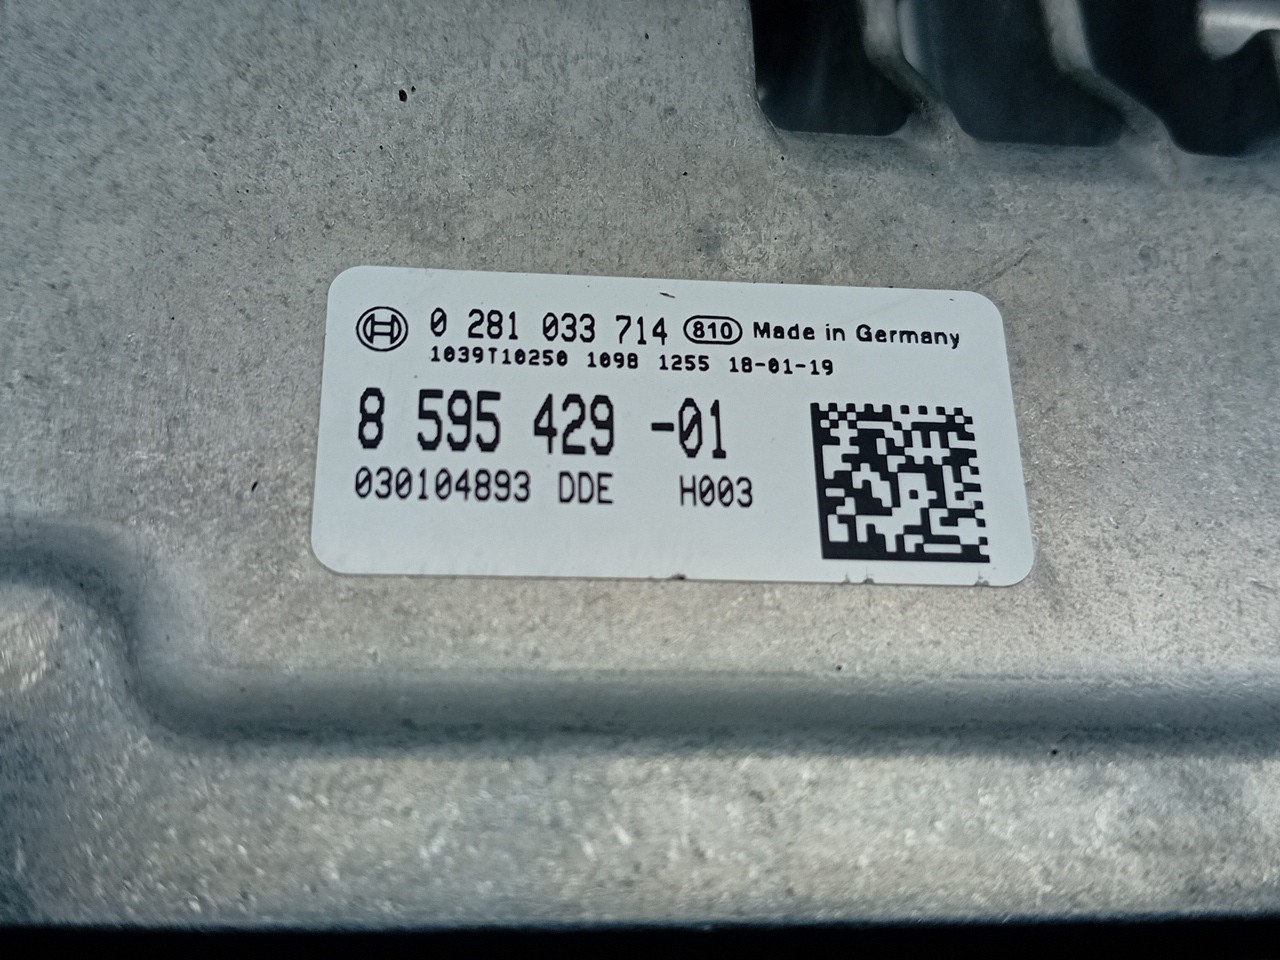 0 281 033 714 810 Made in Germany
1039T10250 1098 1255 18-01-19
8 595 429 -01
030104893 DDE H003